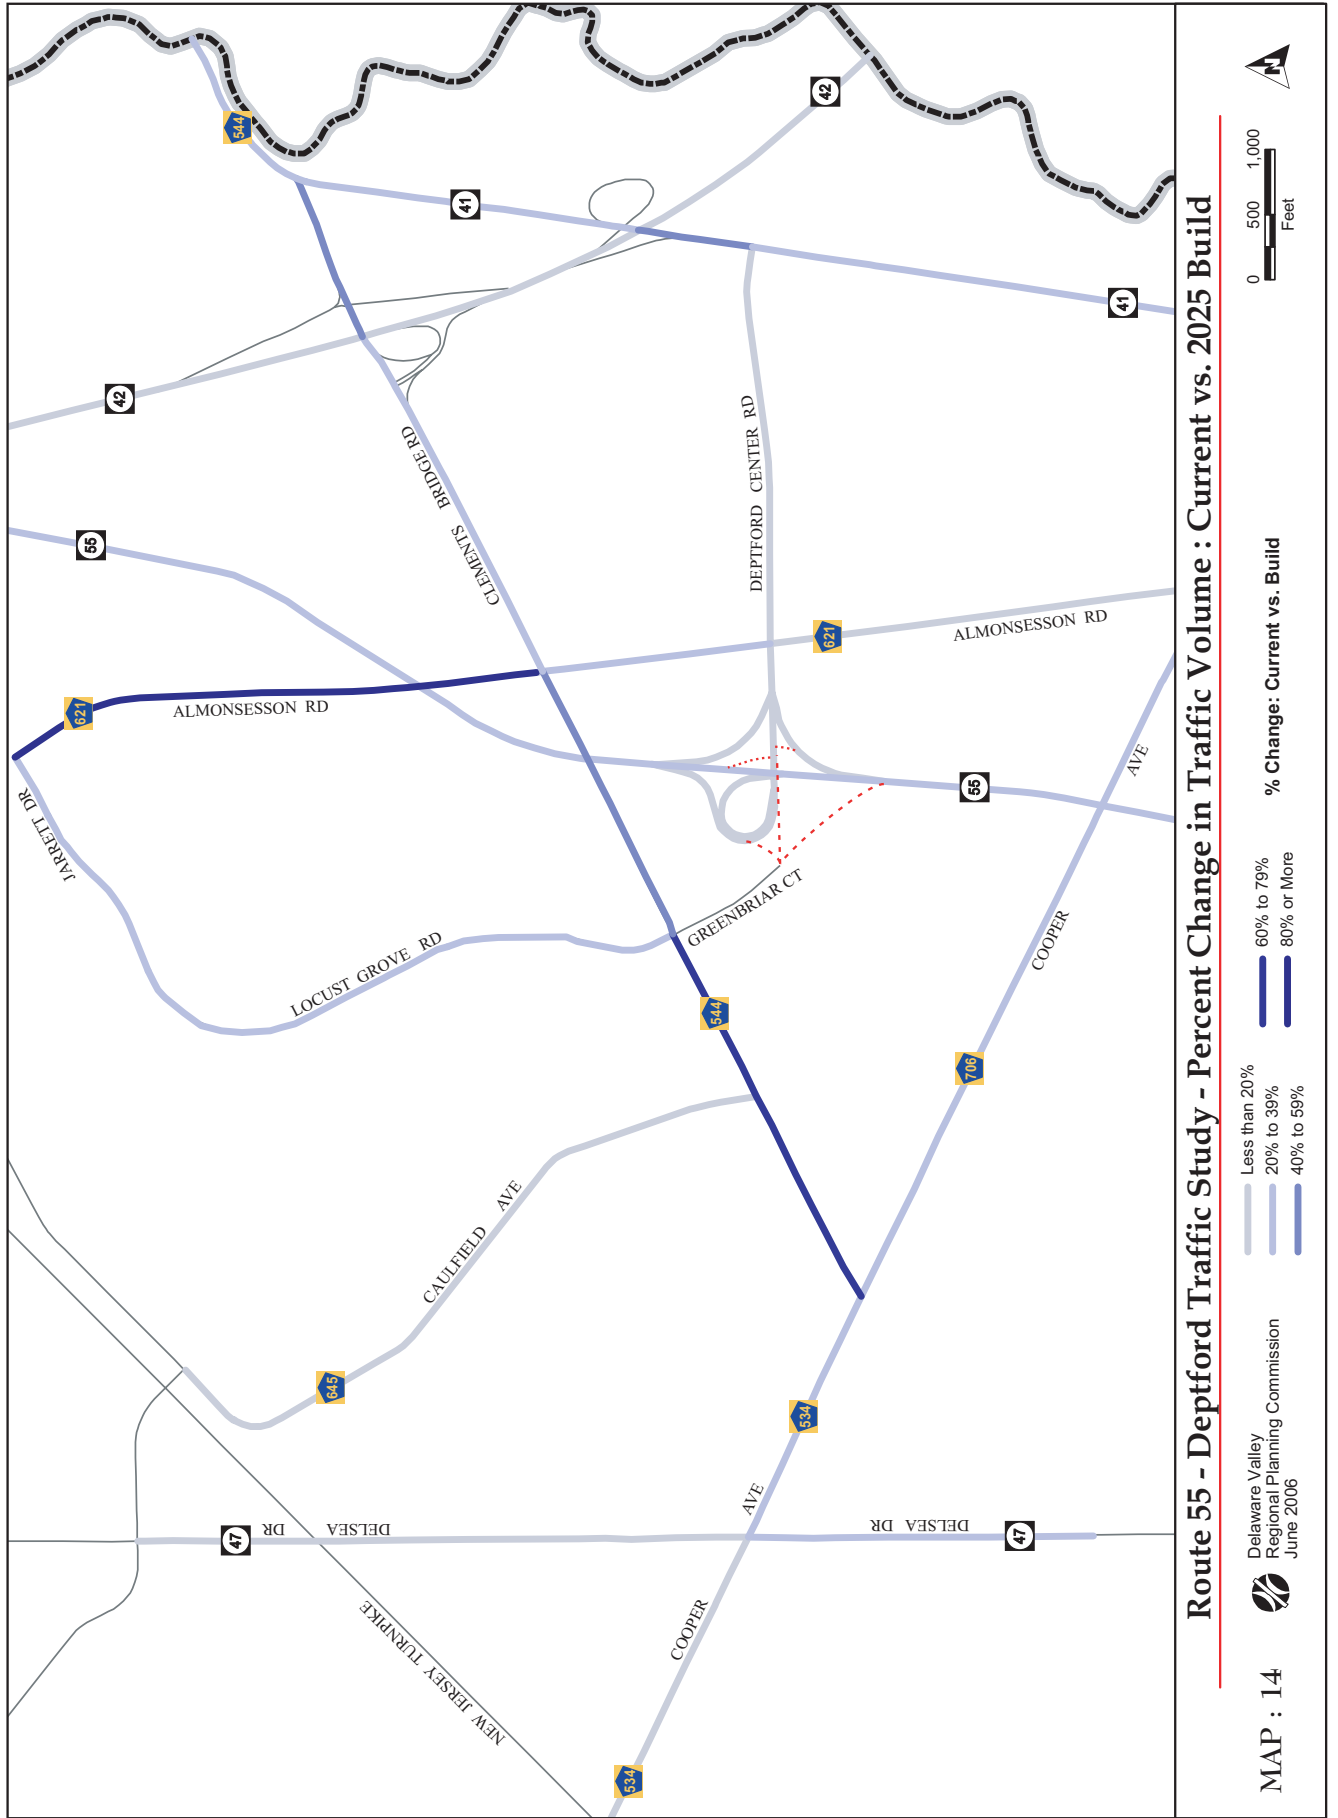 544
41
42
42
55
CLEMENTS BRIDGE RD
DEPTFORD CENTER RD
41
621
ALMONSESSON RD
621
ALMONSESSON RD
JARRETT DR
LOCUST GROVE RD
GREENBRIAR CT
55
AVE
COOPER
544
706
CAULFIELD AVE
645
534
AVE
47
DELSEA DR
DELSEA DR
47
NEW JERSEY TURNPIKE
COOPER
534
Route 55 - Deptford Traffic Study - Percent Change in Traffic Volume : Current vs. 2025 Build
MAP : 14
Delaware Valley
Regional Planning Commission
June 2006
% Change: Current vs. Build
Less than 20%
20% to 39%
40% to 59%
60% to 79%
80% or More
0 500 1,000
Feet
N